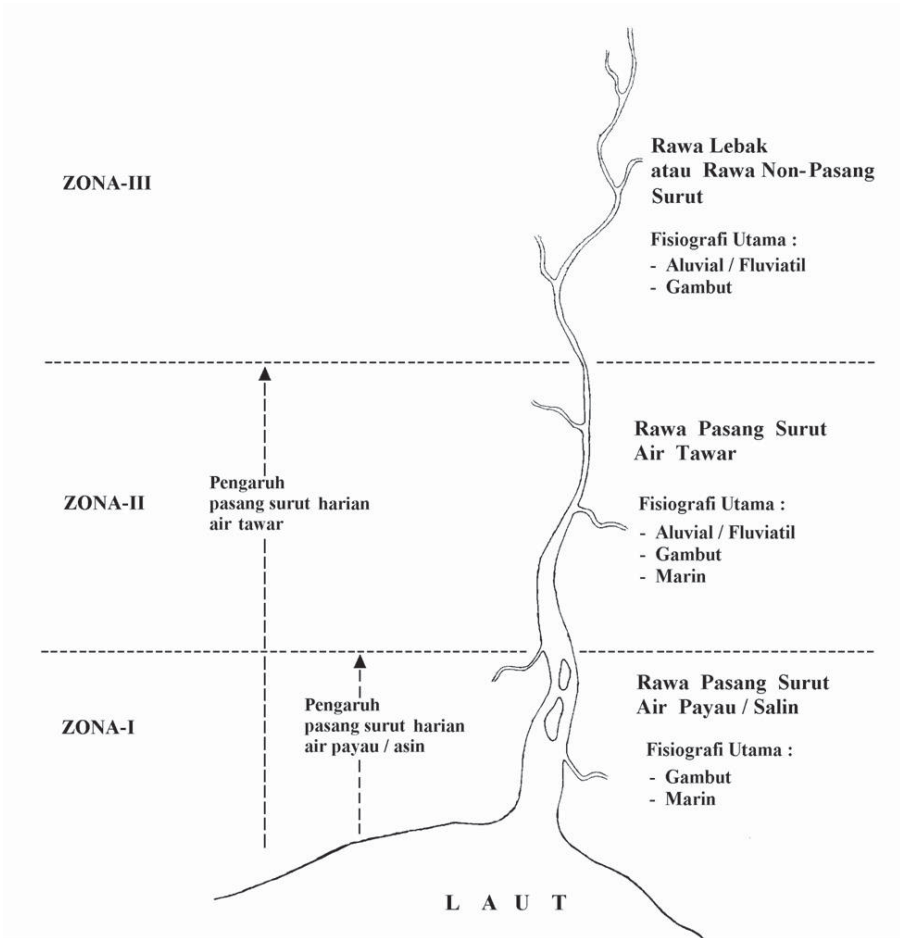 Rawa Lebak
atau Rawa Non-Pasang
Surut
ZONA-III
Fisiografi Utama :
- Aluvial / Fluviatil
- Gambut
Rawa Pasang Surut
Air Tawar
Pengaruh
pasang surut harian
air tawar
ZONA-II
Fisiografi Utama :
- Aluvial / Fluviatil
- Gambut
- Marin
Rawa Pasang Surut
Air Payau / Salin
Pengaruh
pasang surut harian
air payau / asin
ZONA-I
Fisiografi Utama :
- Gambut
- Marin
L A U T